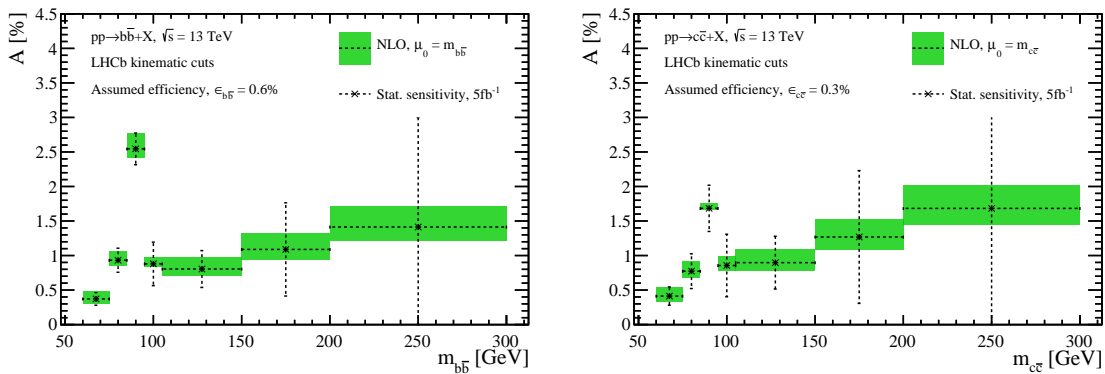 A [%]
4.5
4
3.5
3
2.5
2
1.5
1
0.5
0
pp→bb̅+X, √s = 13 TeV
LHCb kinematic cuts
Assumed efficiency, ϵ_bb̅ = 0.6%
NLO, μ₀ = m_bb̅
Stat. sensitivity, 5fb⁻¹
50 100 150 200 250 300
m_bb̅ [GeV]
A [%]
4.5
4
3.5
3
2.5
2
1.5
1
0.5
0
pp→cc̅+X, √s = 13 TeV
LHCb kinematic cuts
Assumed efficiency, ϵ_cc̅ = 0.3%
NLO, μ₀ = m_cc̅
Stat. sensitivity, 5fb⁻¹
50 100 150 200 250 300
m_cc̅ [GeV]